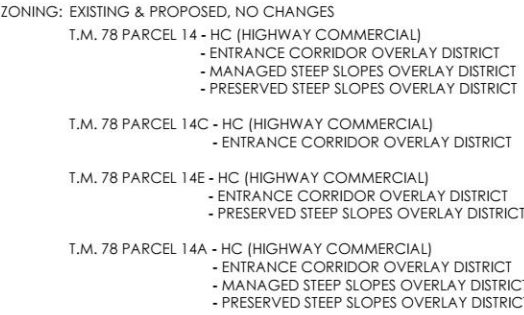 ZONING: EXISTING & PROPOSED, NO CHANGES
T.M. 78 PARCEL 14 - HC (HIGHWAY COMMERCIAL)
- ENTRANCE CORRIDOR OVERLAY DISTRICT
- MANAGED STEEP SLOPES OVERLAY DISTRICT
- PRESERVED STEEP SLOPES OVERLAY DISTRICT
T.M. 78 PARCEL 14C - HC (HIGHWAY COMMERCIAL)
- ENTRANCE CORRIDOR OVERLAY DISTRICT
T.M. 78 PARCEL 14E - HC (HIGHWAY COMMERCIAL)
- ENTRANCE CORRIDOR OVERLAY DISTRICT
- PRESERVED STEEP SLOPES OVERLAY DISTRICT
T.M. 78 PARCEL 14A - HC (HIGHWAY COMMERCIAL)
- ENTRANCE CORRIDOR OVERLAY DISTRICT
- MANAGED STEEP SLOPES OVERLAY DISTRICT
- PRESERVED STEEP SLOPES OVERLAY DISTRICT